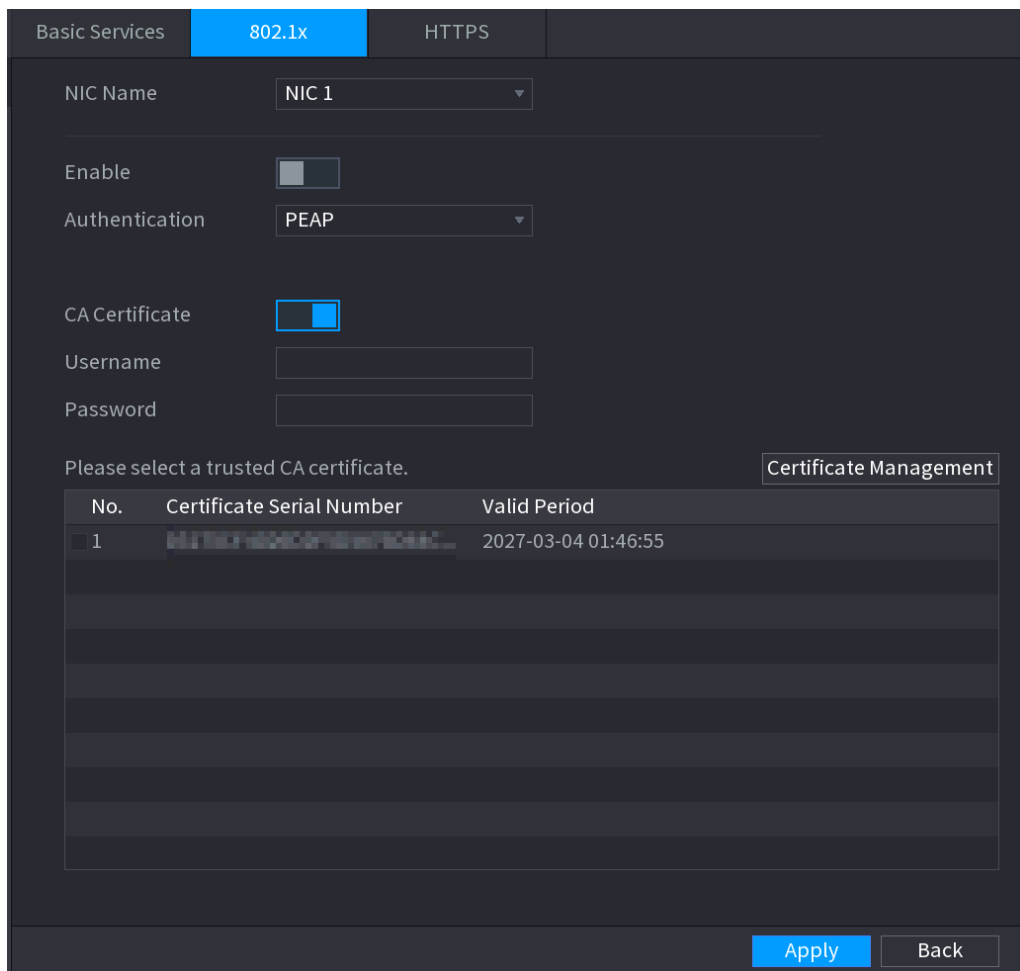 Basic Services 802.1x HTTPS
NIC Name NIC 1
Enable
Authentication PEAP
CA Certificate
Username
Password
Please select a trusted CA certificate. Certificate Management
No. Certificate Serial Number Valid Period
1 2027-03-04 01:46:55
Apply Back